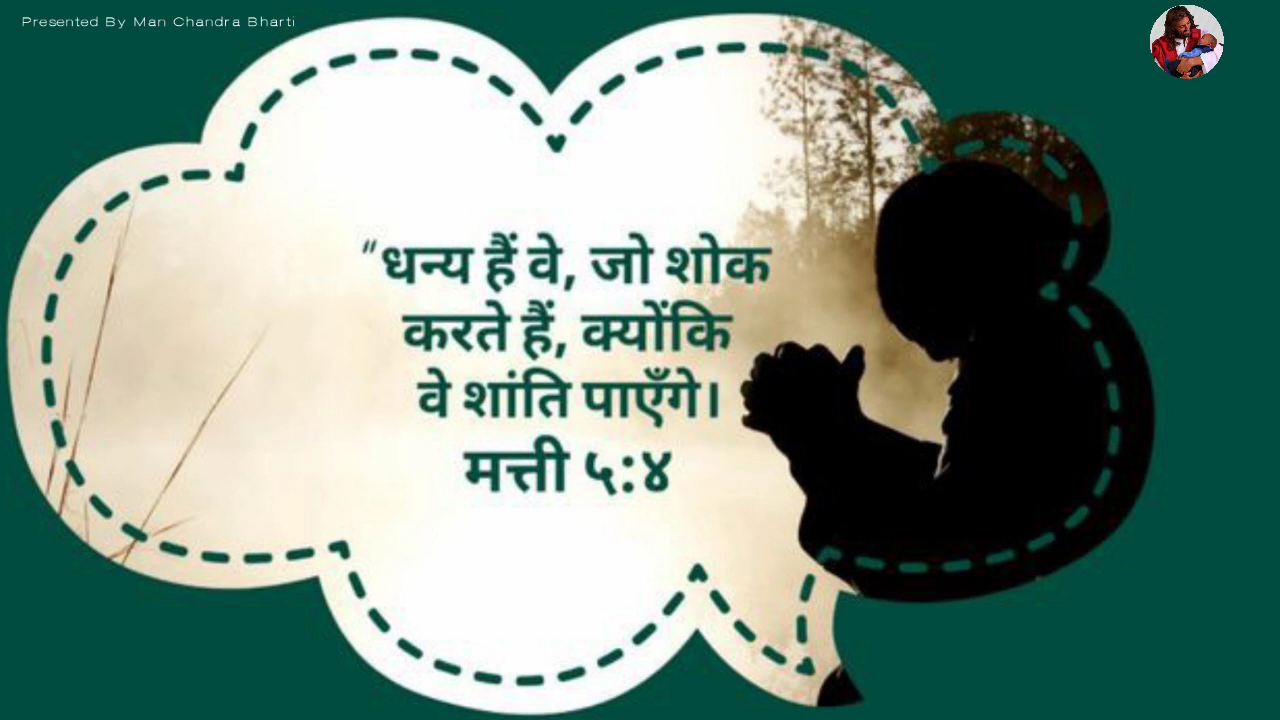 Presented By Man Chandra Bharti
“धन्य हैं वे, जो शोक
करते हैं, क्योंकि
वे शांति पाएँगे।
मत्ती ५:४